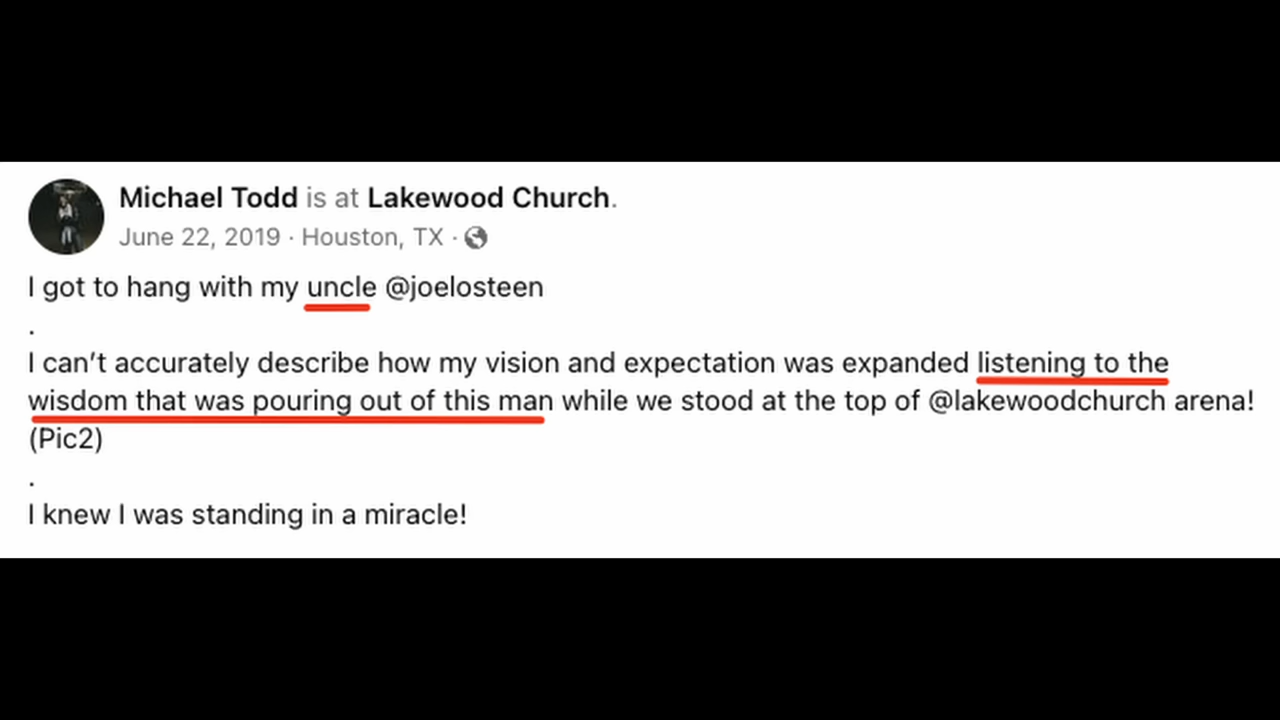 Michael Todd is at Lakewood Church.
June 22, 2019 · Houston, TX ·
I got to hang with my uncle @joelosteen
.
I can’t accurately describe how my vision and expectation was expanded listening to the
wisdom that was pouring out of this man while we stood at the top of @lakewoodchurch arena!
(Pic2)
.
I knew I was standing in a miracle!